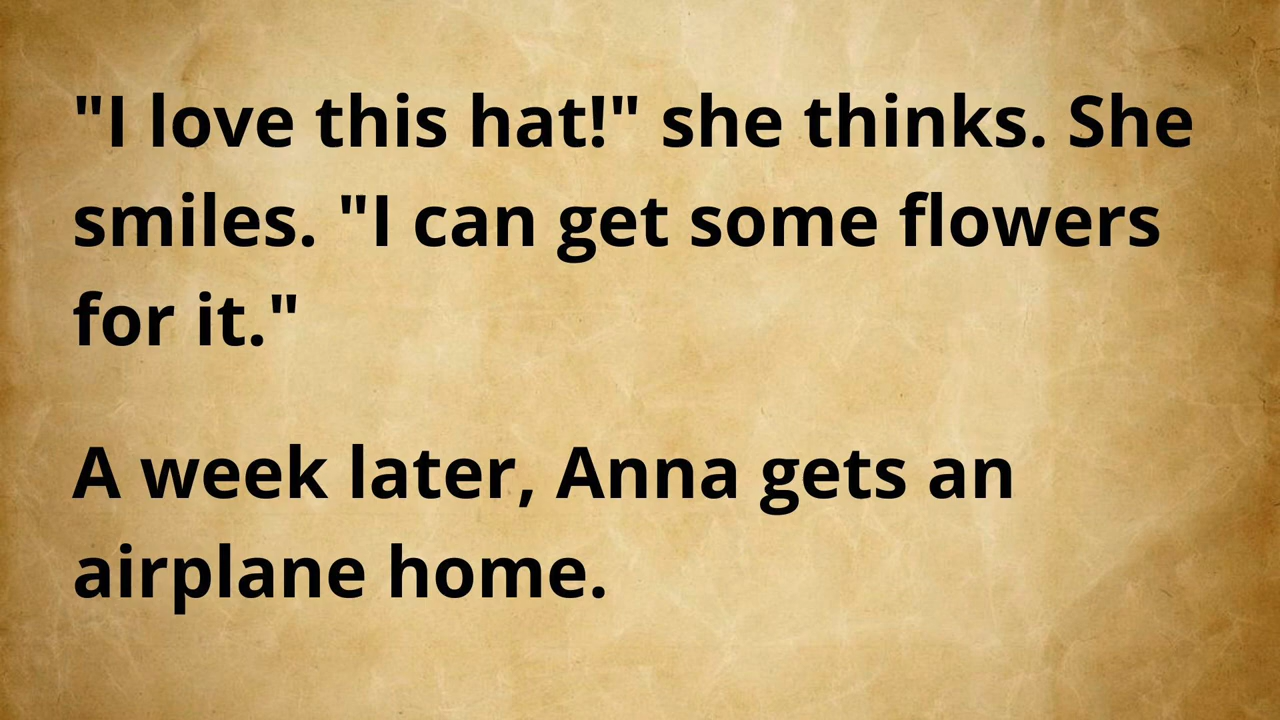 "I love this hat!" she thinks. She
smiles. "I can get some flowers
for it."
A week later, Anna gets an
airplane home.